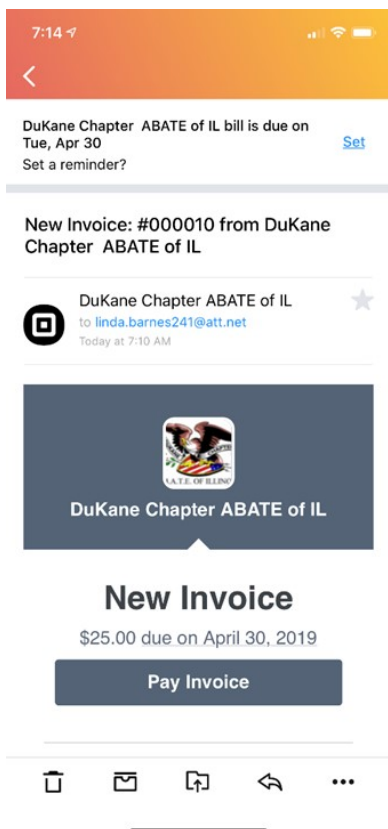 7:14
DuKane Chapter ABATE of IL bill is due on
Tue, Apr 30
Set
Set a reminder?
New Invoice: #000010 from DuKane
Chapter ABATE of IL
DuKane Chapter ABATE of IL
to linda.barnes241@att.net
Today at 7:10 AM
A.T.E. OF ILLINO
DuKane Chapter ABATE of IL
New Invoice
$25.00 due on April 30, 2019
Pay Invoice